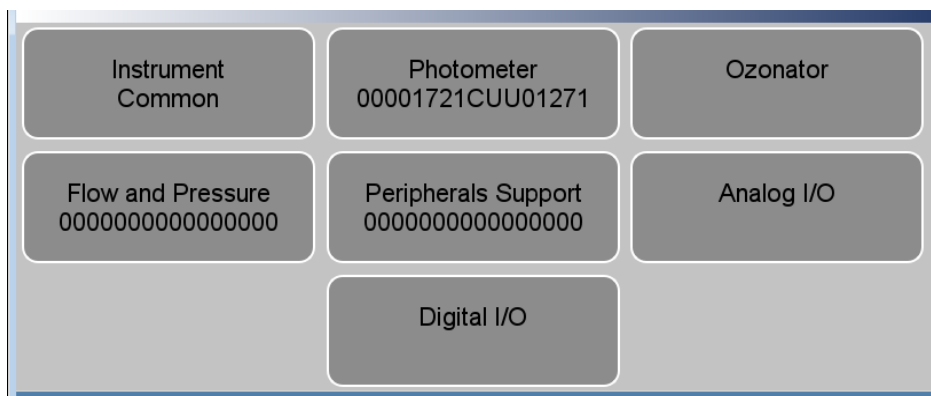 Instrument
Common
Photometer
00001721CUU01271
Ozonator
Flow and Pressure
0000000000000000
Peripherals Support
0000000000000000
Analog I/O
Digital I/O